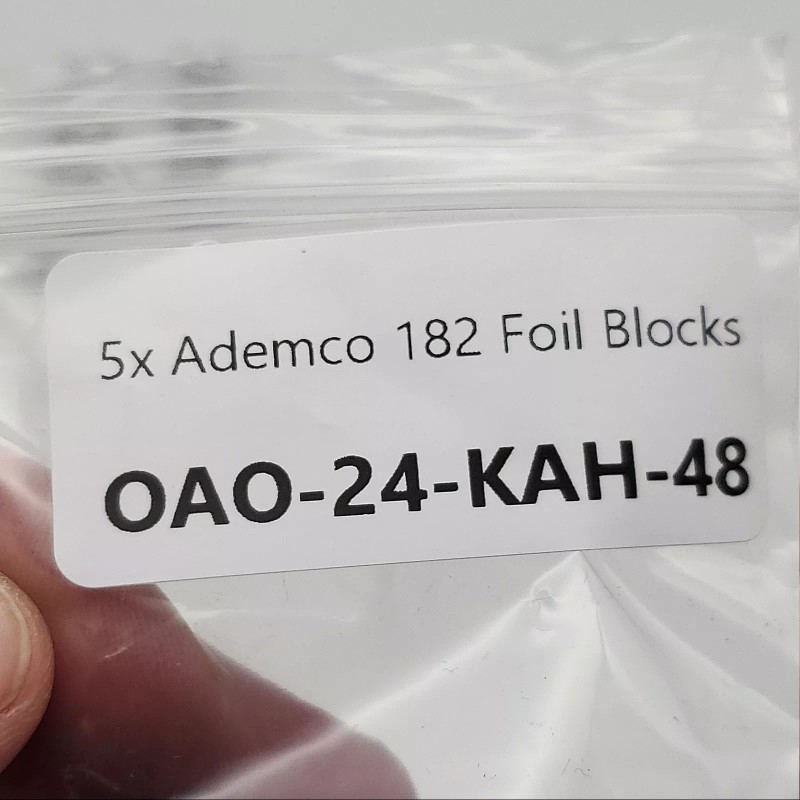 5x Ademco 182 Foil Blocks
OAO-24-KAH-48